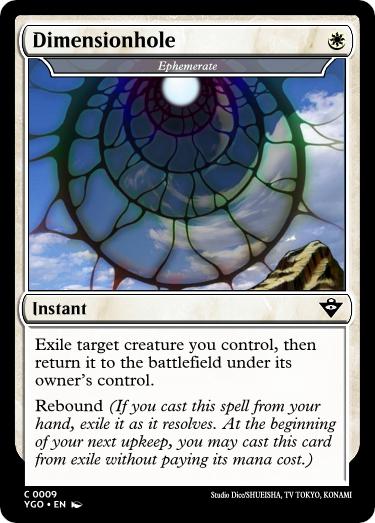 Dimensionhole
Ephemerate
Instant
Exile target creature you control, then
return it to the battlefield under its
owner's control.
Rebound (If you cast this spell from your
hand, exile it as it resolves. At the beginning
of your next upkeep, you may cast this card
from exile without paying its mana cost.)
C 0009
YGO • EN
Studio Dice/SHUEISHA, TV TOKYO, KONAMI